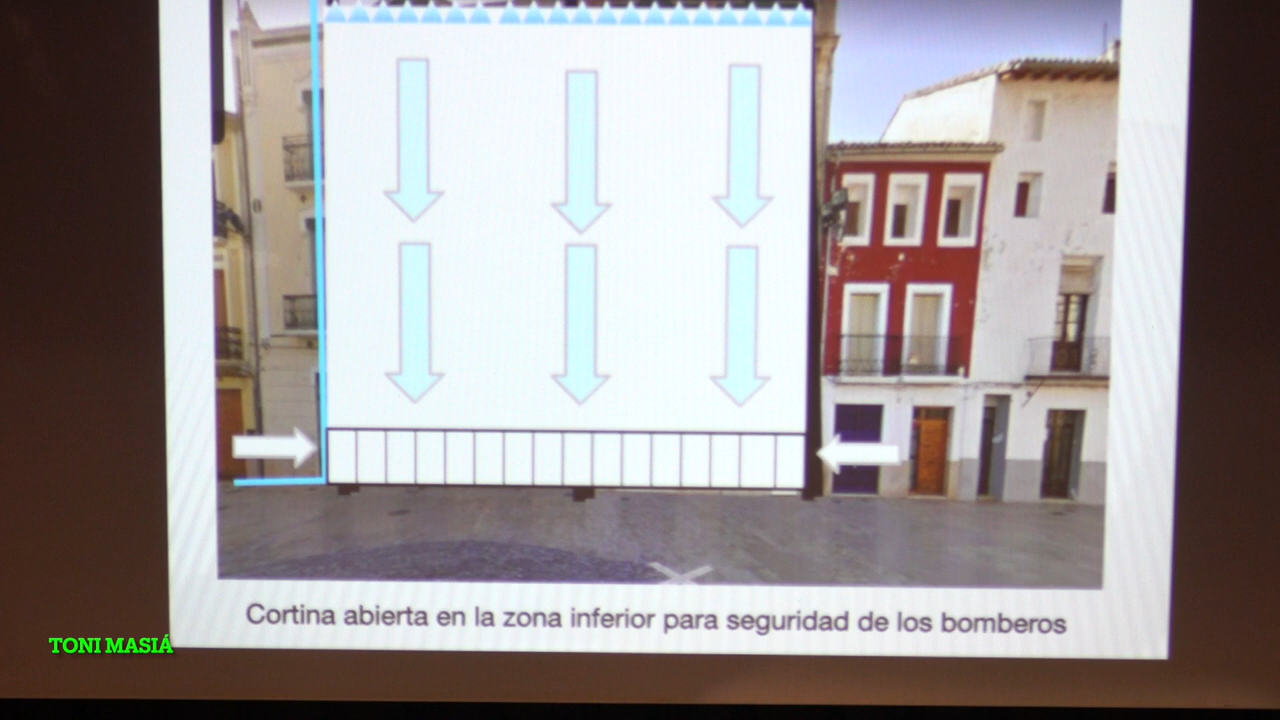 Cortina abierta en la zona inferior para seguridad de los bomberos
TONI MASIÁ